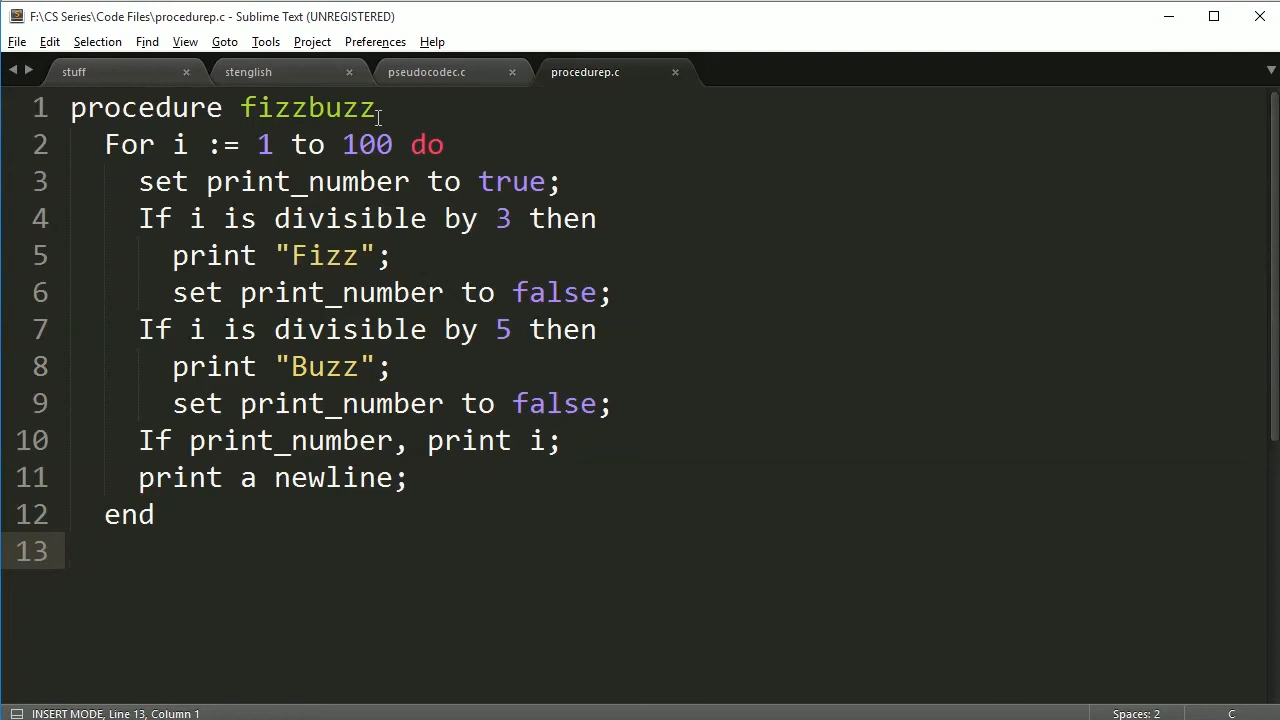 F:\CS Series\Code Files\procedurep.c - Sublime Text (UNREGISTERED)
File Edit Selection Find View Goto Tools Project Preferences Help
stuff × stenglish × pseudocodec.c × procedurep.c ×
1 procedure fizzbuzz
2   For i := 1 to 100 do
3     set print_number to true;
4     If i is divisible by 3 then
5       print "Fizz";
6       set print_number to false;
7     If i is divisible by 5 then
8       print "Buzz";
9       set print_number to false;
10     If print_number, print i;
11     print a newline;
12   end
13
INSERT MODE, Line 13, Column 1 Spaces: 2 C